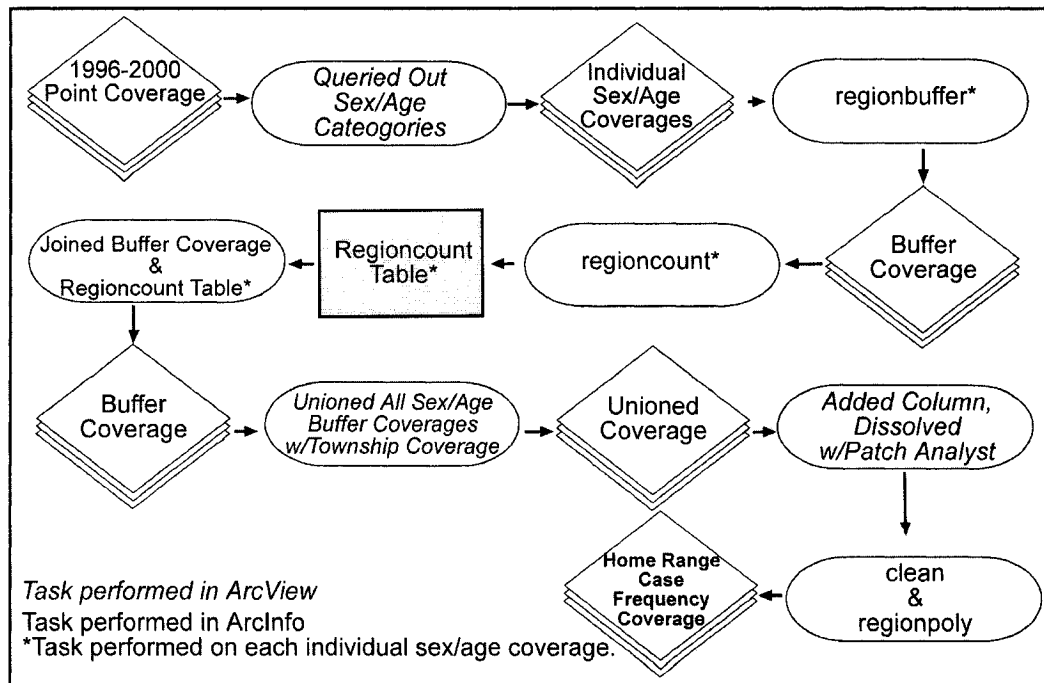 1996-2000
Point Coverage
Queried Out
Sex/Age
Cateogories
Individual
Sex/Age
Coverages
regionbuffer*
Buffer
Coverage
regioncount*
Regioncount
Table*
Joined Buffer Coverage
&
Regioncount Table*
Buffer
Coverage
Unioned All Sex/Age
Buffer Coverages
w/Township Coverage
Unioned
Coverage
Added Column,
Dissolved
w/Patch Analyst
clean
&
regionpoly
Home Range
Case
Frequency
Coverage
Task performed in ArcView
Task performed in ArcInfo
*Task performed on each individual sex/age coverage.